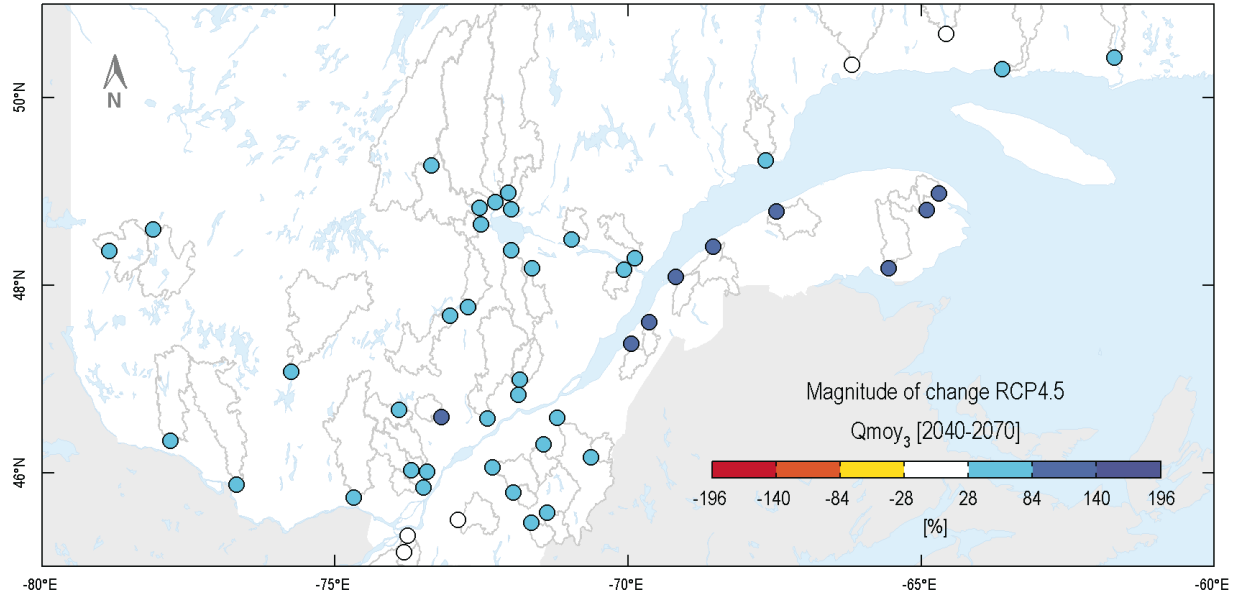 50°N
48°N
46°N
N
Magnitude of change RCP4.5
Qmoy₃ [2040-2070]
-196 -140 -84 -28 28 84 140 196
[%]
-80°E -75°E -70°E -65°E -60°E